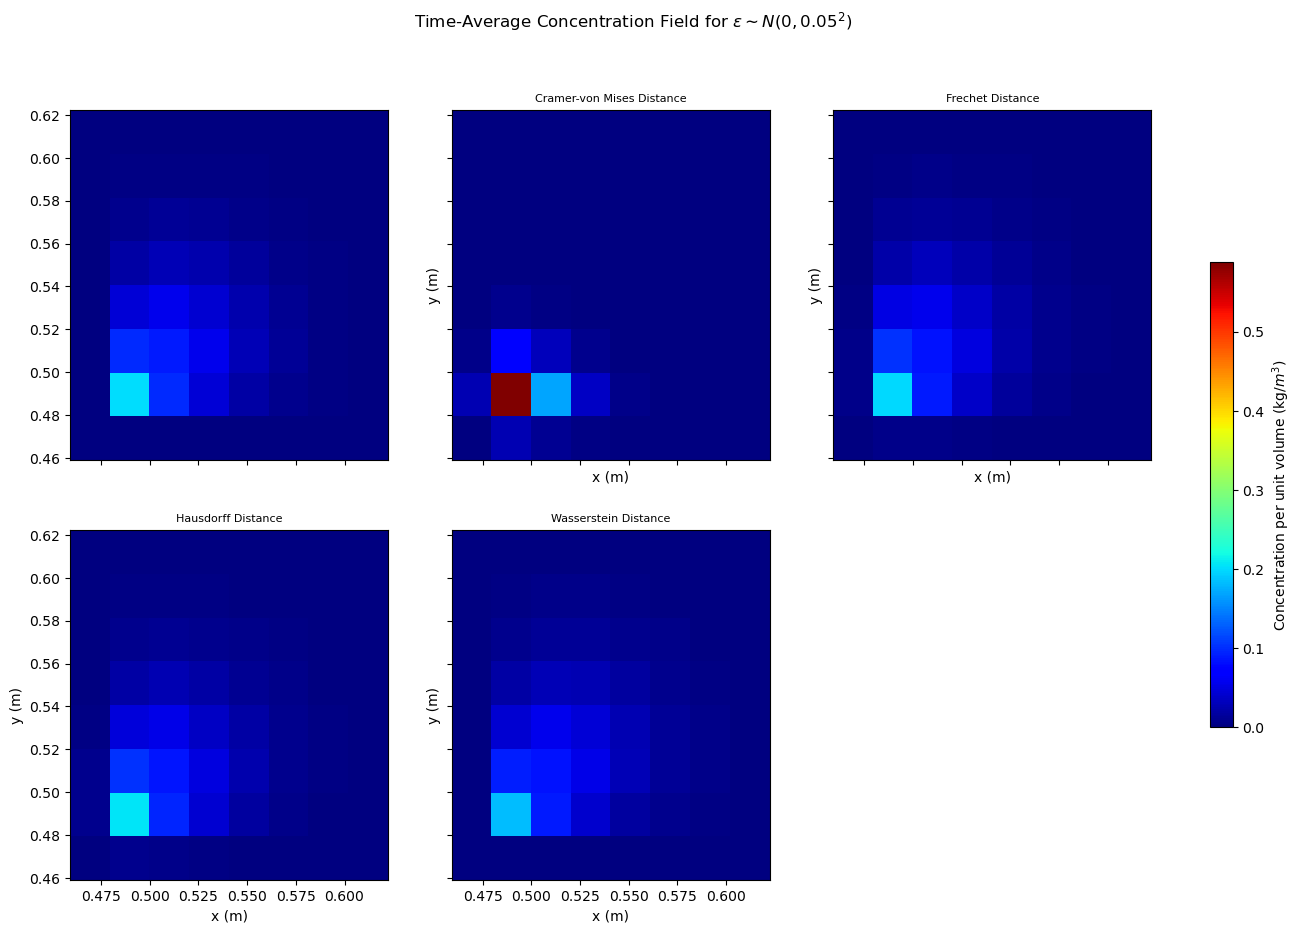 Time-Average Concentration Field for ε ~ N(0, 0.05²)
Cramer-von Mises Distance
Frechet Distance
0.62
0.60
0.58
0.56
0.54
0.52
0.50
0.48
0.46
y (m)
y (m)
x (m)
x (m)
Hausdorff Distance
Wasserstein Distance
0.62
0.60
0.58
0.56
0.54
0.52
0.50
0.48
0.46
y (m)
y (m)
0.475 0.500 0.525 0.550 0.575 0.600
0.475 0.500 0.525 0.550 0.575 0.600
x (m)
x (m)
0.5
0.4
0.3
0.2
0.1
0.0
Concentration per unit volume (kg/m³)